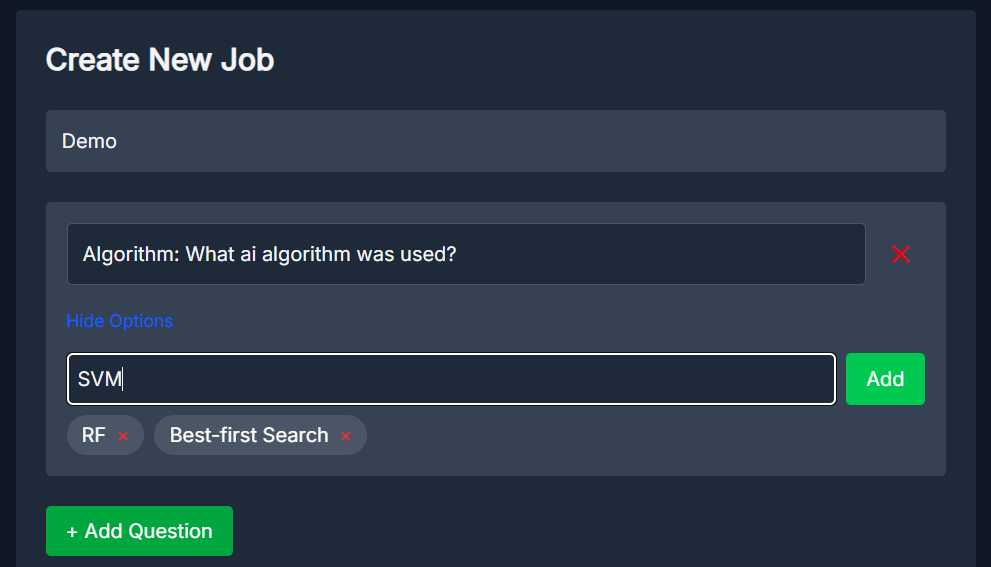 Create New Job
Demo
Algorithm: What ai algorithm was used?
Hide Options
SVM
Add
RF × Best-first Search ×
+ Add Question